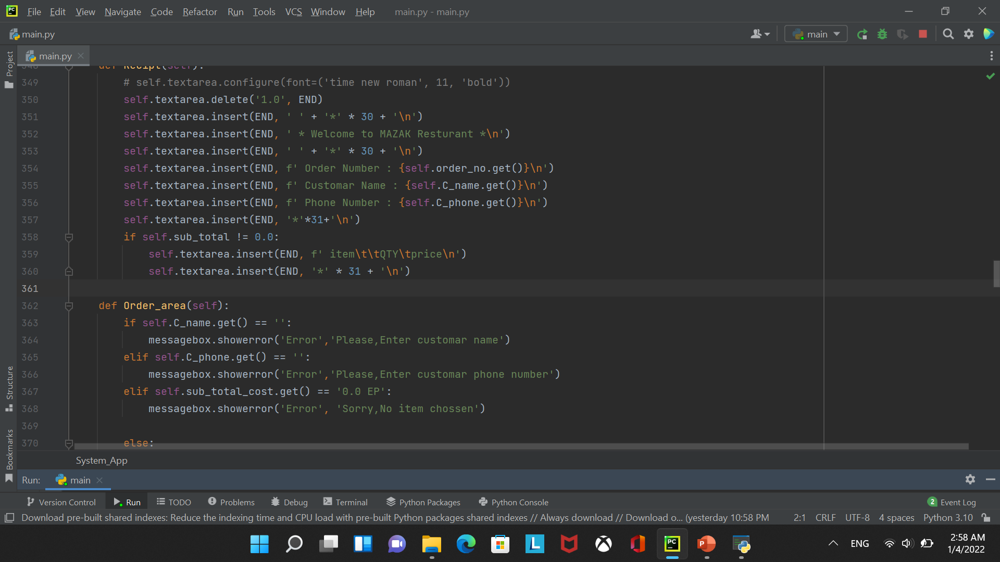 File Edit View Navigate Code Refactor Run Tools VCS Window Help main.py - main.py
main.py main
main.py
Project
348 def Receipt(self):
349 # self.textarea.configure(font=('time new roman', 11, 'bold'))
350 self.textarea.delete('1.0', END)
351 self.textarea.insert(END, ' ' + '*' * 30 + '\n')
352 self.textarea.insert(END, ' * Welcome to MAZAK Resturant *\n')
353 self.textarea.insert(END, ' ' + '*' * 30 + '\n')
354 self.textarea.insert(END, f' Order Number : {self.order_no.get()}\n')
355 self.textarea.insert(END, f' Customar Name : {self.C_name.get()}\n')
356 self.textarea.insert(END, f' Phone Number : {self.C_phone.get()}\n')
357 self.textarea.insert(END, '*'*31+'\n')
358 if self.sub_total != 0.0:
359 self.textarea.insert(END, f' item\t\tQTY\tprice\n')
360 self.textarea.insert(END, '*' * 31 + '\n')
361
362 def Order_area(self):
363 if self.C_name.get() == '':
364 messagebox.showerror('Error','Please,Enter customar name')
365 elif self.C_phone.get() == '':
366 messagebox.showerror('Error','Please,Enter customar phone number')
367 elif self.sub_total_cost.get() == '0.0 EP':
368 messagebox.showerror('Error', 'Sorry,No item chossen')
369
370 else:
Structure
Bookmarks
System_App
Run: main
Version Control Run TODO Problems Debug Terminal Python Packages Python Console 2 Event Log
Download pre-built shared indexes: Reduce the indexing time and CPU load with pre-built Python packages shared indexes // Always download // Download o... (yesterday 10:58 PM 2:1 CRLF UTF-8 4 spaces Python 3.10
ENG 2:58 AM
1/4/2022